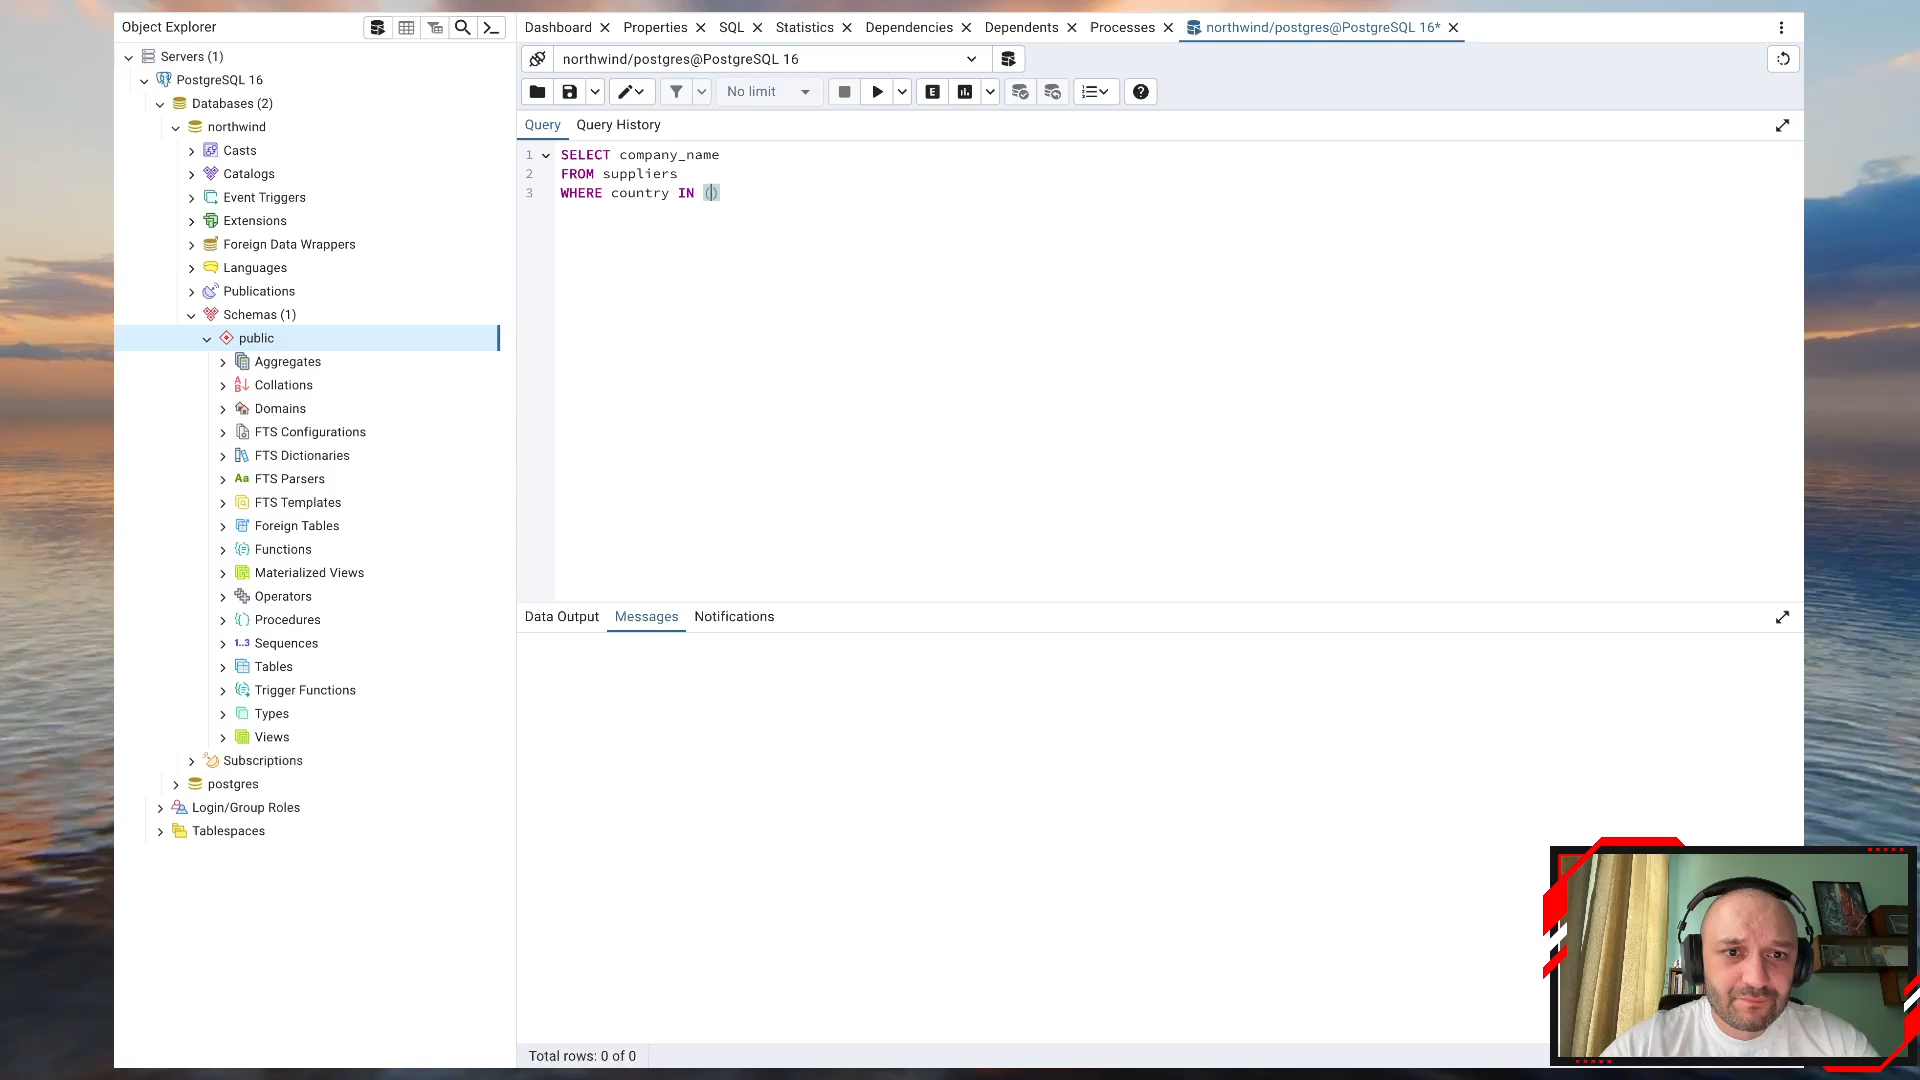 Object Explorer
Servers (1)
PostgreSQL 16
Databases (2)
northwind
Casts
Catalogs
Event Triggers
Extensions
Foreign Data Wrappers
Languages
Publications
Schemas (1)
public
Aggregates
Collations
Domains
FTS Configurations
FTS Dictionaries
Aa FTS Parsers
FTS Templates
Foreign Tables
Functions
Materialized Views
Operators
Procedures
1..3 Sequences
Tables
Trigger Functions
Types
Views
Subscriptions
postgres
Login/Group Roles
Tablespaces
Dashboard Properties SQL Statistics Dependencies Dependents Processes northwind/postgres@PostgreSQL 16*
northwind/postgres@PostgreSQL 16
No limit E
Query Query History
1 SELECT company_name
2 FROM suppliers
3 WHERE country IN ()
Data Output Messages Notifications
Total rows: 0 of 0